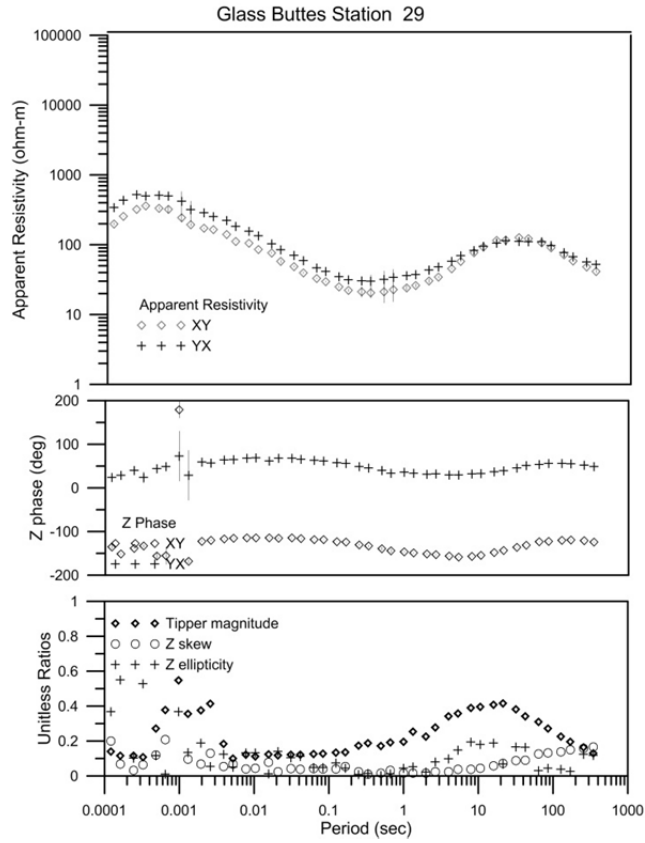 Glass Buttes Station 29
100000
10000
1000
100
10
1
Apparent Resistivity (ohm-m)
Apparent Resistivity
XY
YX
200
100
0
-100
-200
Z phase (deg)
Z Phase
XY
YX
1
0.8
0.6
0.4
0.2
0
Unitless Ratios
Tipper magnitude
Z skew
Z ellipticity
0.0001 0.001 0.01 0.1 1 10 100 1000
Period (sec)